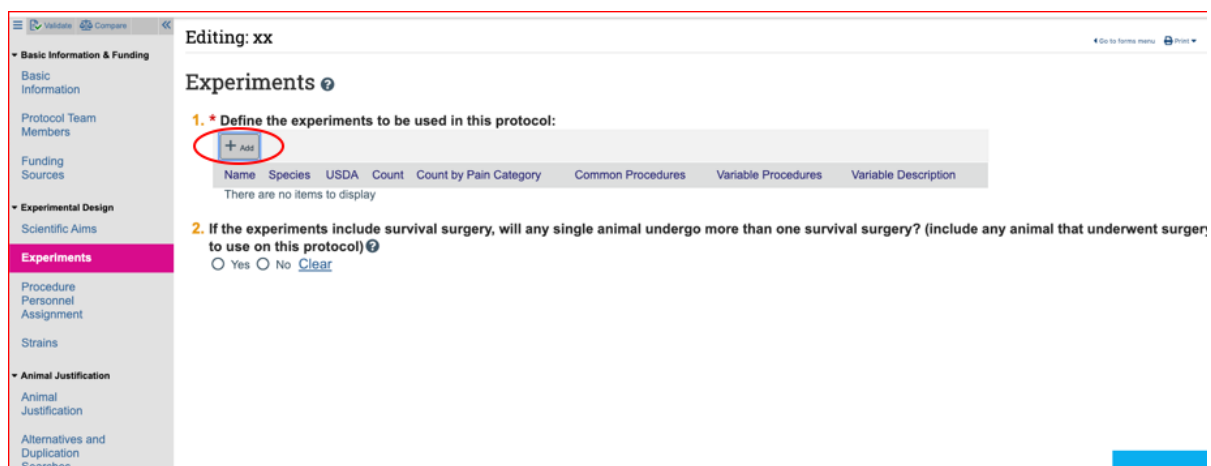 Validate Compare
Editing: xx
Go to forms menu Print
Basic Information & Funding
Basic
Information
Protocol Team
Members
Funding
Sources
Experimental Design
Scientific Aims
Experiments
Procedure
Personnel
Assignment
Strains
Animal Justification
Animal
Justification
Alternatives and
Duplication
Searches
Experiments
1. * Define the experiments to be used in this protocol:
+ Add
Name Species USDA Count Count by Pain Category Common Procedures Variable Procedures Variable Description
There are no items to display
2. If the experiments include survival surgery, will any single animal undergo more than one survival surgery? (include any animal that underwent surgery
to use on this protocol)
Yes No Clear